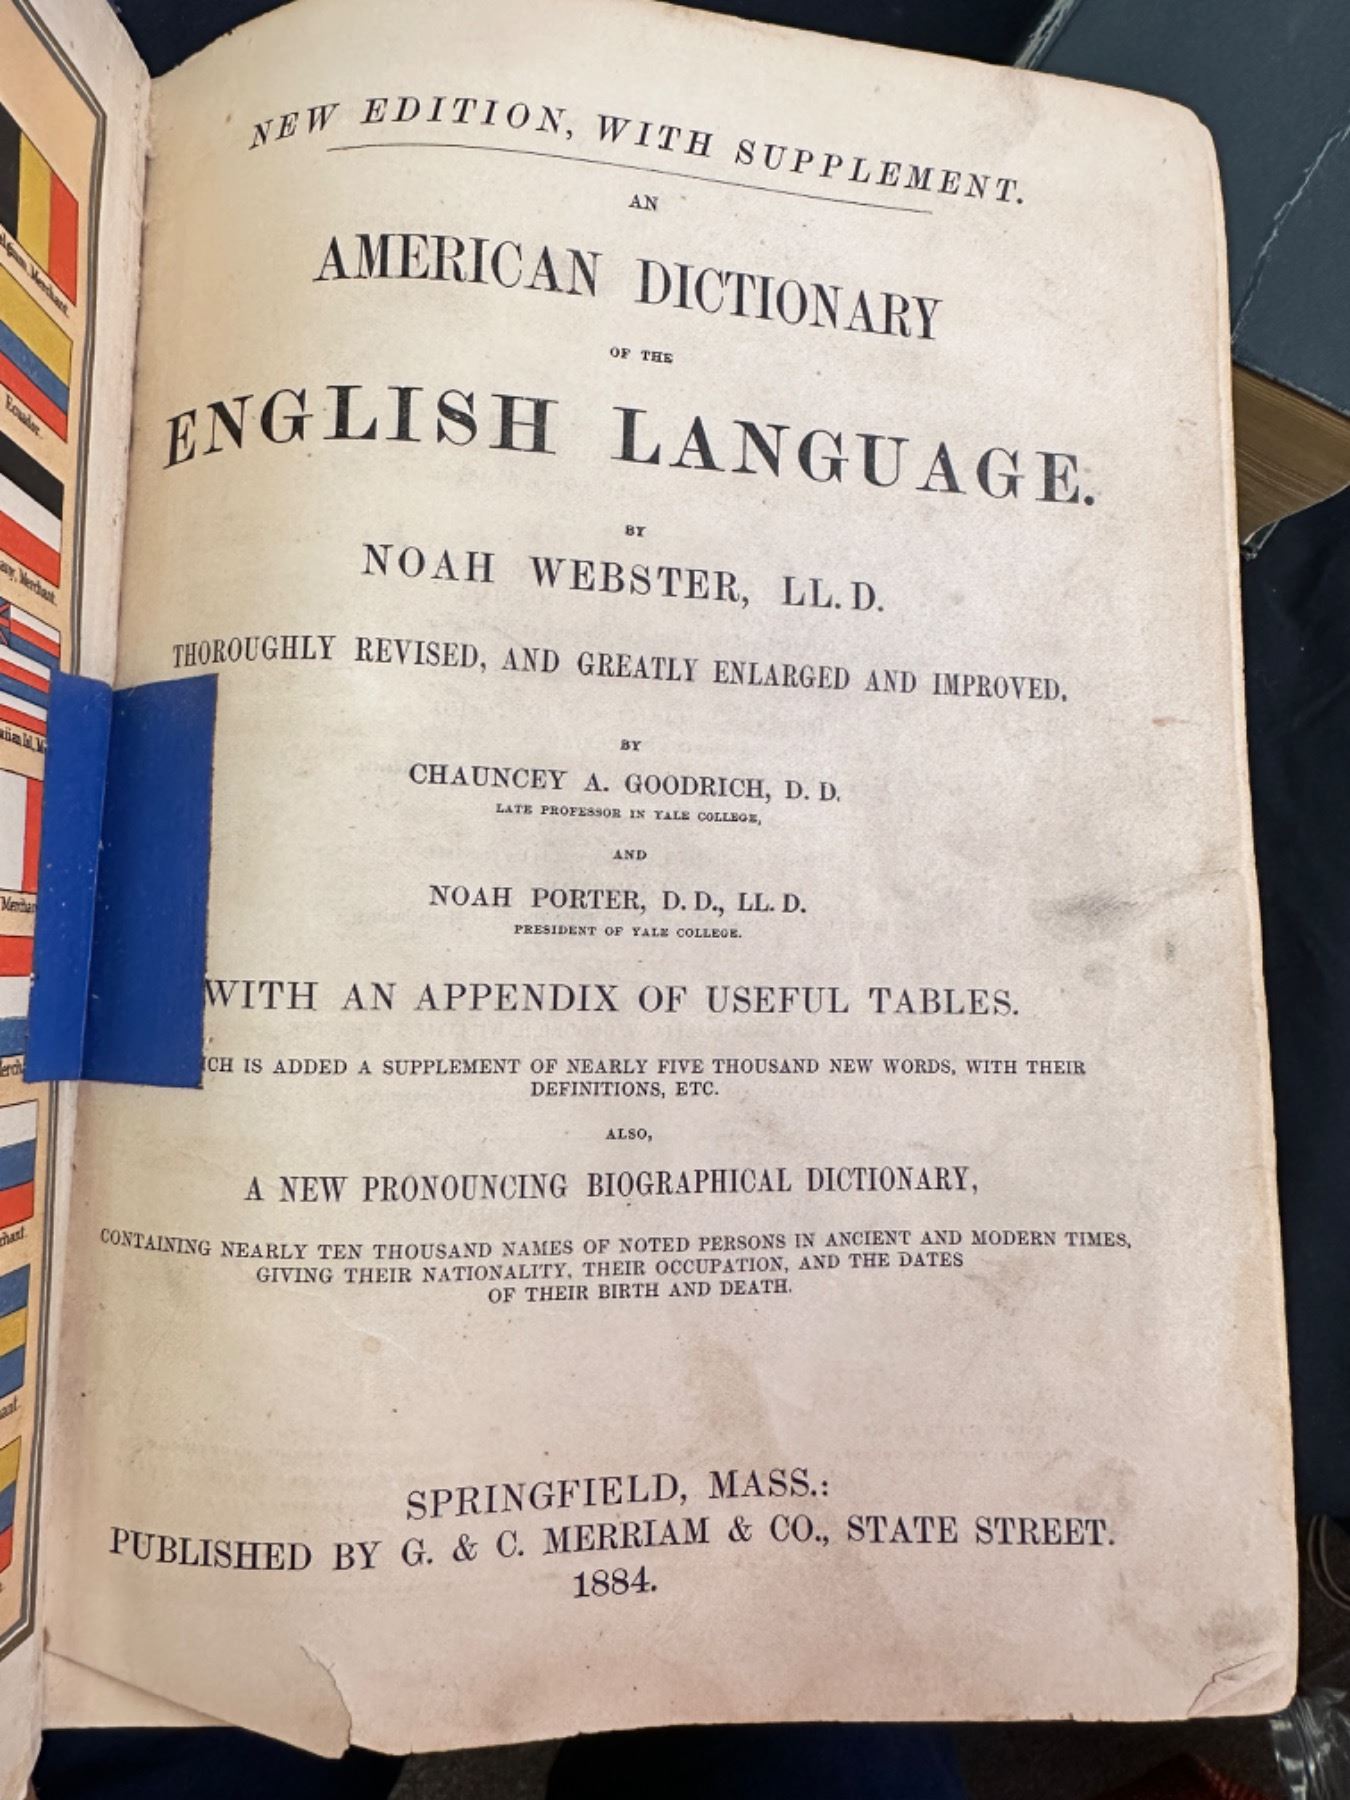 NEW EDITION, WITH SUPPLEMENT.
AN
AMERICAN DICTIONARY
OF THE
ENGLISH LANGUAGE.
BY
NOAH WEBSTER, LL. D.
THOROUGHLY REVISED, AND GREATLY ENLARGED AND IMPROVED,
BY
CHAUNCEY A. GOODRICH, D. D.
LATE PROFESSOR IN YALE COLLEGE,
AND
NOAH PORTER, D. D., LL. D.
PRESIDENT OF YALE COLLEGE.
WITH AN APPENDIX OF USEFUL TABLES.
IS ADDED A SUPPLEMENT OF NEARLY FIVE THOUSAND NEW WORDS, WITH THEIR
DEFINITIONS, ETC.
ALSO,
A NEW PRONOUNCING BIOGRAPHICAL DICTIONARY,
CONTAINING NEARLY TEN THOUSAND NAMES OF NOTED PERSONS IN ANCIENT AND MODERN TIMES,
GIVING THEIR NATIONALITY, THEIR OCCUPATION, AND THE DATES
OF THEIR BIRTH AND DEATH.
SPRINGFIELD, MASS.:
PUBLISHED BY G. & C. MERRIAM & CO., STATE STREET.
1884.
Merchant.
Ecuador.
Merchant.